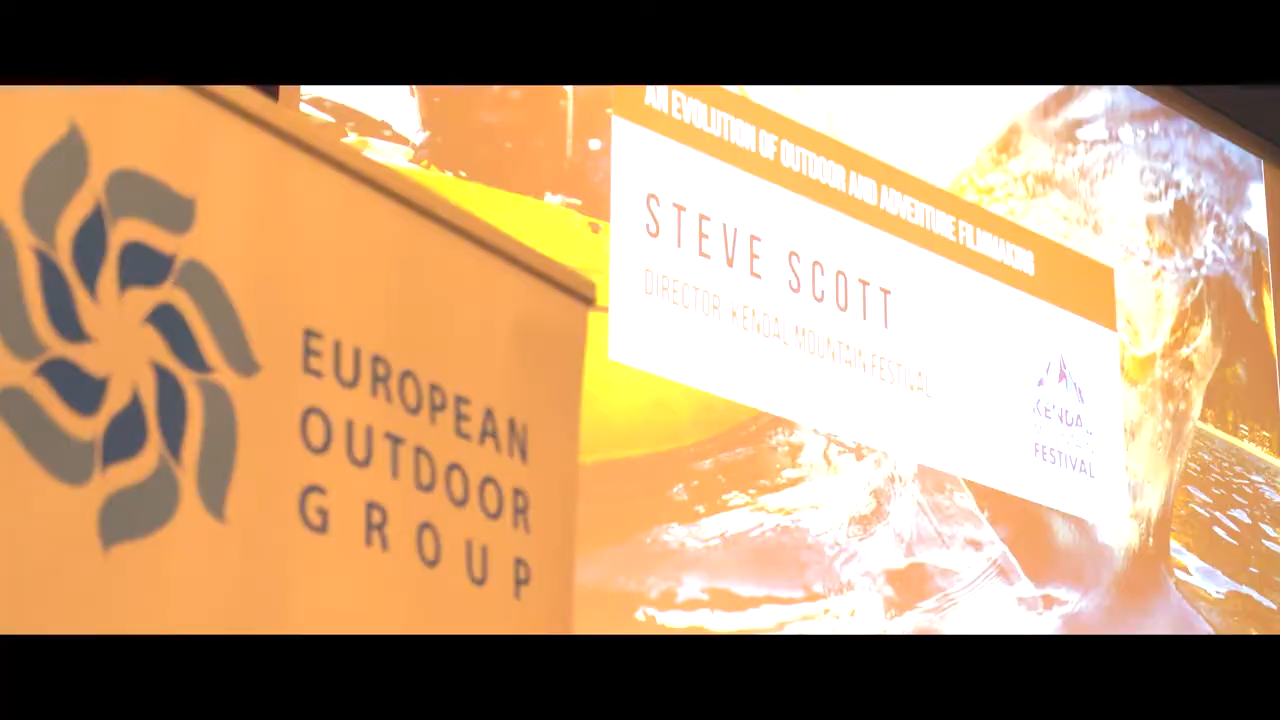 EUROPEAN
OUTDOOR
GROUP
AN EVOLUTION OF OUTDOOR AND ADVENTURE FILMMAKING
STEVE SCOTT
DIRECTOR, KENDAL MOUNTAIN FESTIVAL
KENDAL
FESTIVAL